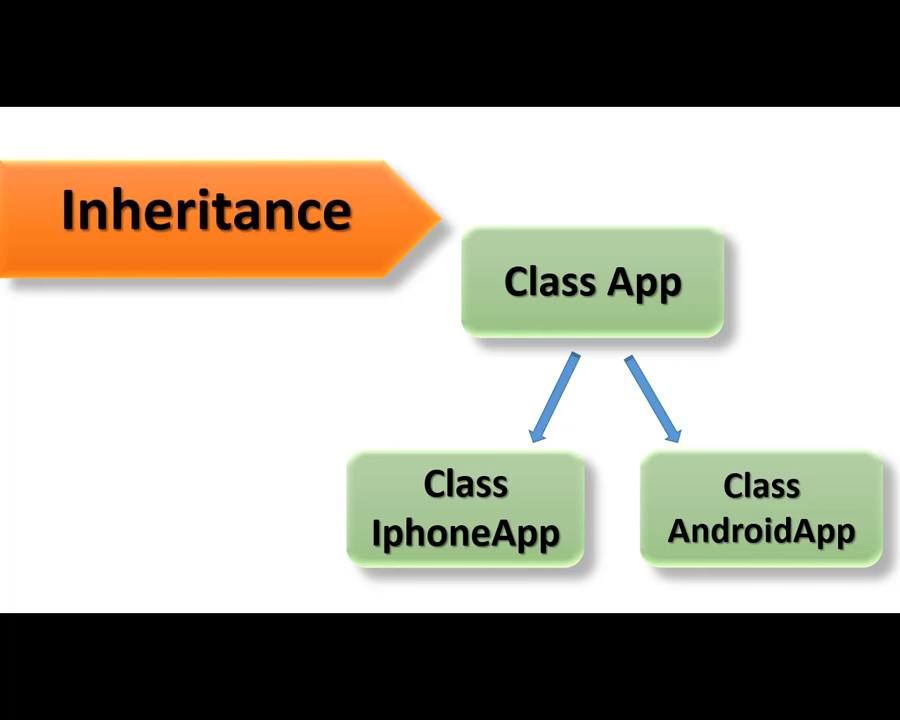 Inheritance
Class App
Class
IphoneApp
Class
AndroidApp